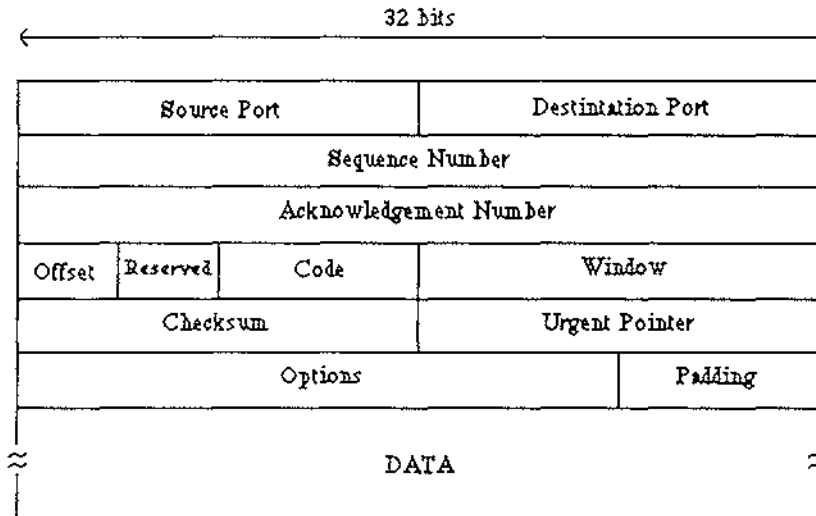 32 bits
Source Port Destintation Port
Sequence Number
Acknowledgement Number
Offset Reserved Code Window
Checksum Urgent Pointer
Options Padding
DATA